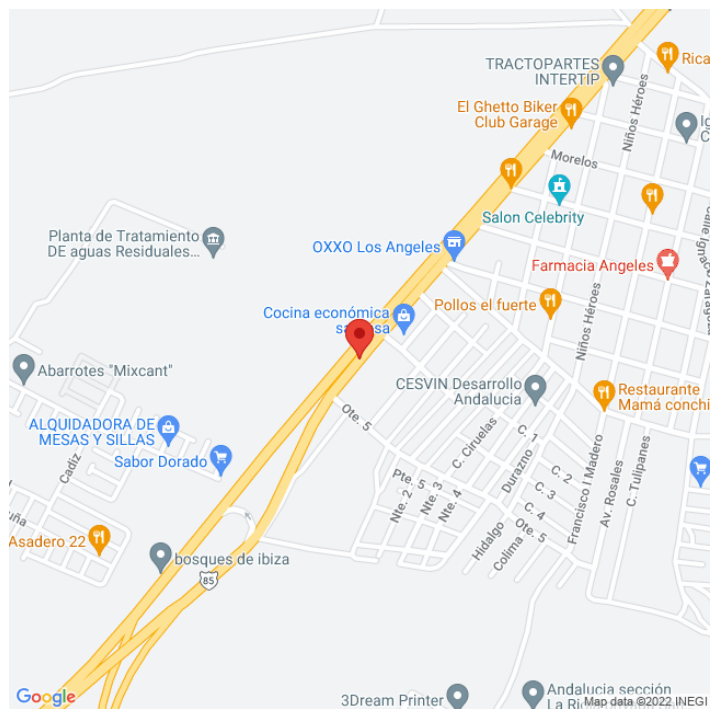 TRACTOPARTES
INTERTIP
Rica
El Ghetto Biker
Club Garage
Niños Héroes
Morelos
Salon Celebrity
Planta de Tratamiento
DE aguas Residuales...
OXXO Los Angeles
Farmacia Angeles
Cocina económica
Pollos el fuerte
Niños Héroes
Abarrotes "Mixcant"
CESVIN Desarrollo
Andalucia
Restaurante
Mamá conchi
ALQUIDADORA DE
MESAS Y SILLAS
Ote. 5
Sabor Dorado
Cadiz
C. Ciruelas
C. 1
C. 2
C. 3
C. 4
Durazno
Pte. 5
Nte. 2
Nte. 3
Nte. 4
Francisco I Madero
Av. Rosales
C. Tulipanes
Hidalgo
Colima
Ote. 5
Asadero 22
bosques de ibiza
85
3Dream Printer
Andalucia sección
Google
Map data ©2022 INEGI